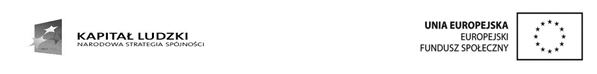 KAPITAŁ LUDZKI
NARODOWA STRATEGIA SPÓJNOŚCI
UNIA EUROPEJSKA
EUROPEJSKI
FUNDUSZ SPOŁECZNY